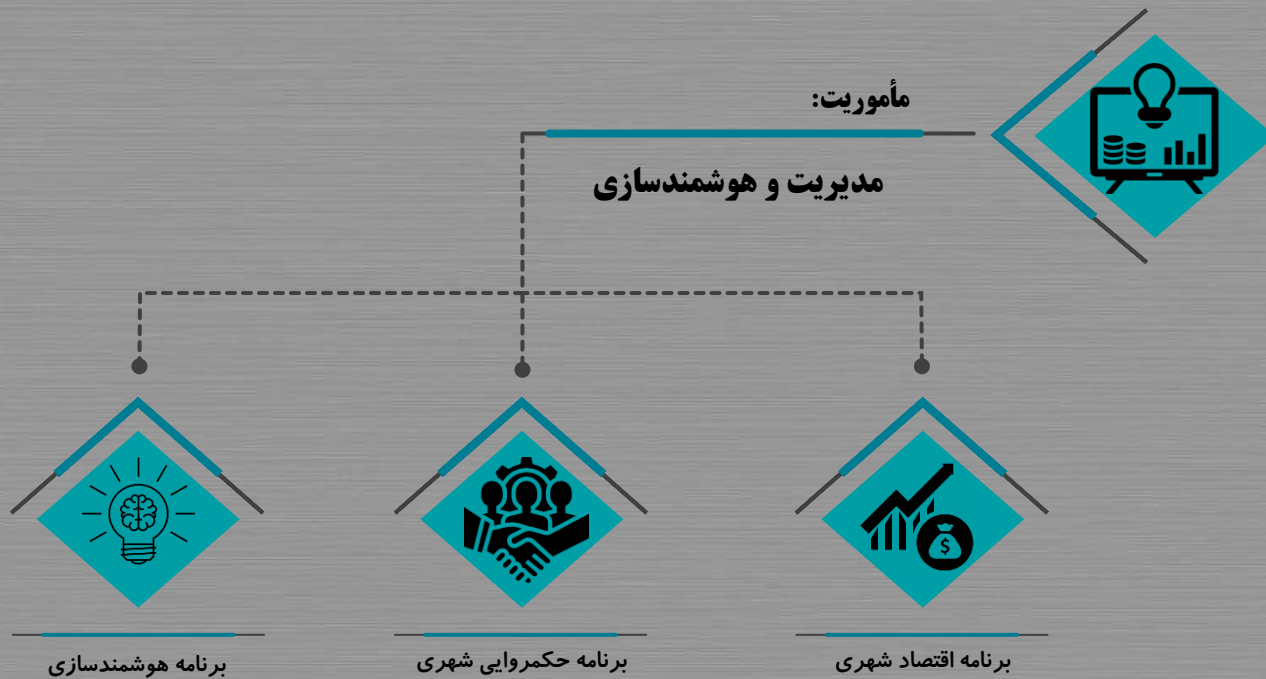 مأموریت:
مدیریت و هوشمندسازی
برنامه اقتصاد شهری
برنامه حکمروایی شهری
برنامه هوشمندسازی
$